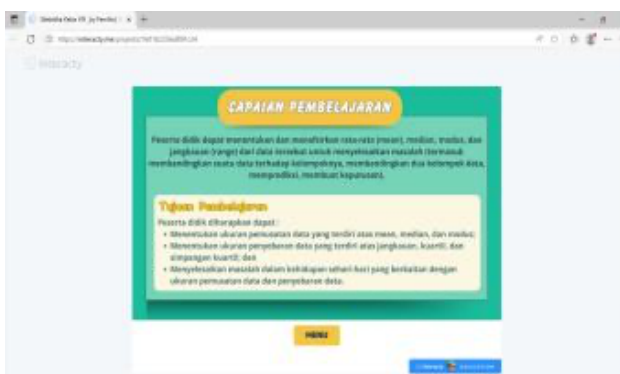 Interacty
CAPAIAN PEMBELAJARAN
Peserta didik dapat menentukan dan menafsirkan rata-rata (mean), median, modus, dan
jangkauan (range) dari data tersebut untuk menyelesaikan masalah (termasuk
membandingkan suatu data terhadap kelompoknya, membandingkan dua kelompok data,
memprediksi, membuat keputusan).
Tujuan Pembelajaran
Peserta didik diharapkan dapat :
• Menentukan ukuran pemusatan data yang terdiri atas mean, median, dan modus;
• Menentukan ukuran penyebaran data yang terdiri atas jangkauan, kuartil, dan
simpangan kuartil; dan
• Menyelesaikan masalah dalam kehidupan sehari-hari yang berkaitan dengan
ukuran pemusatan data dan penyebaran data.
MENU